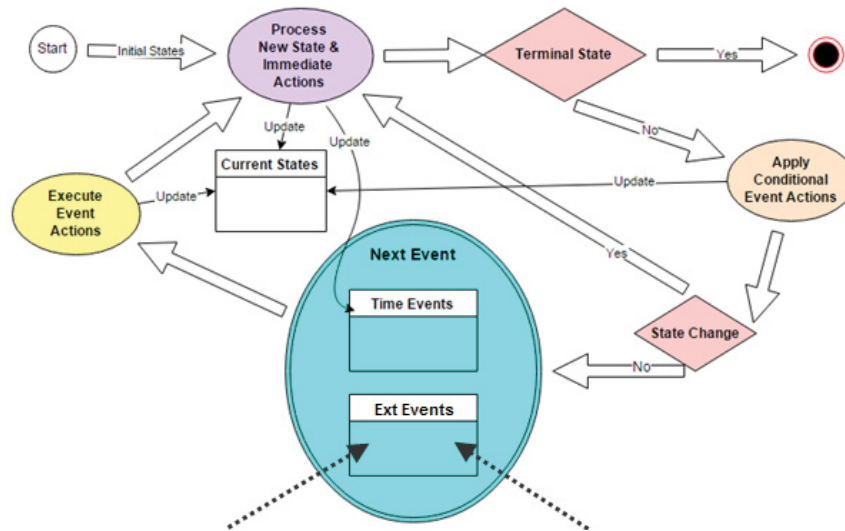 Start
Initial States
Process
New State &
Immediate
Actions
Terminal State
Yes
No
Update
Update
Current States
Execute
Event
Actions
Update
Update
Apply
Conditional
Event Actions
Yes
State Change
No
Next Event
Time Events
Ext Events